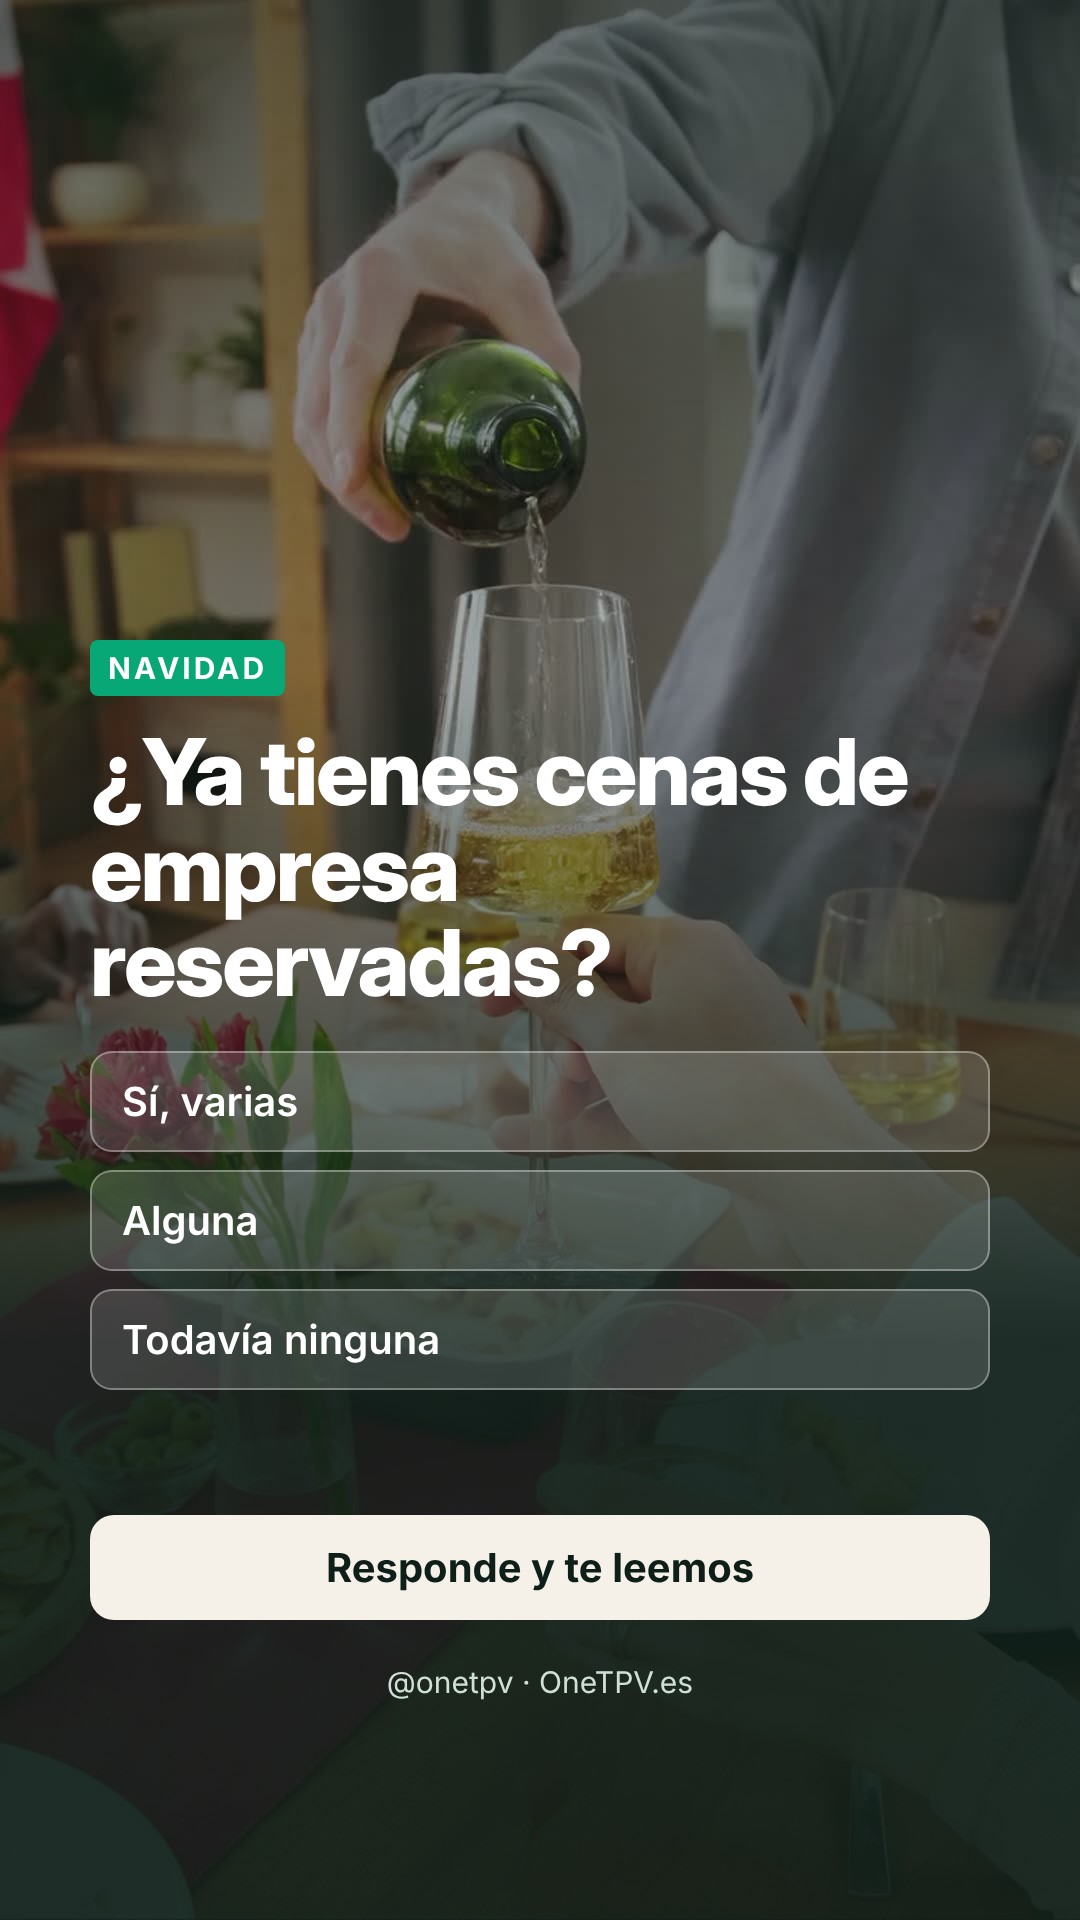 NAVIDAD
¿Ya tienes cenas de
empresa
reservadas?
Sí, varias
Alguna
Todavía ninguna
Responde y te leemos
@onetpv · OneTPV.es